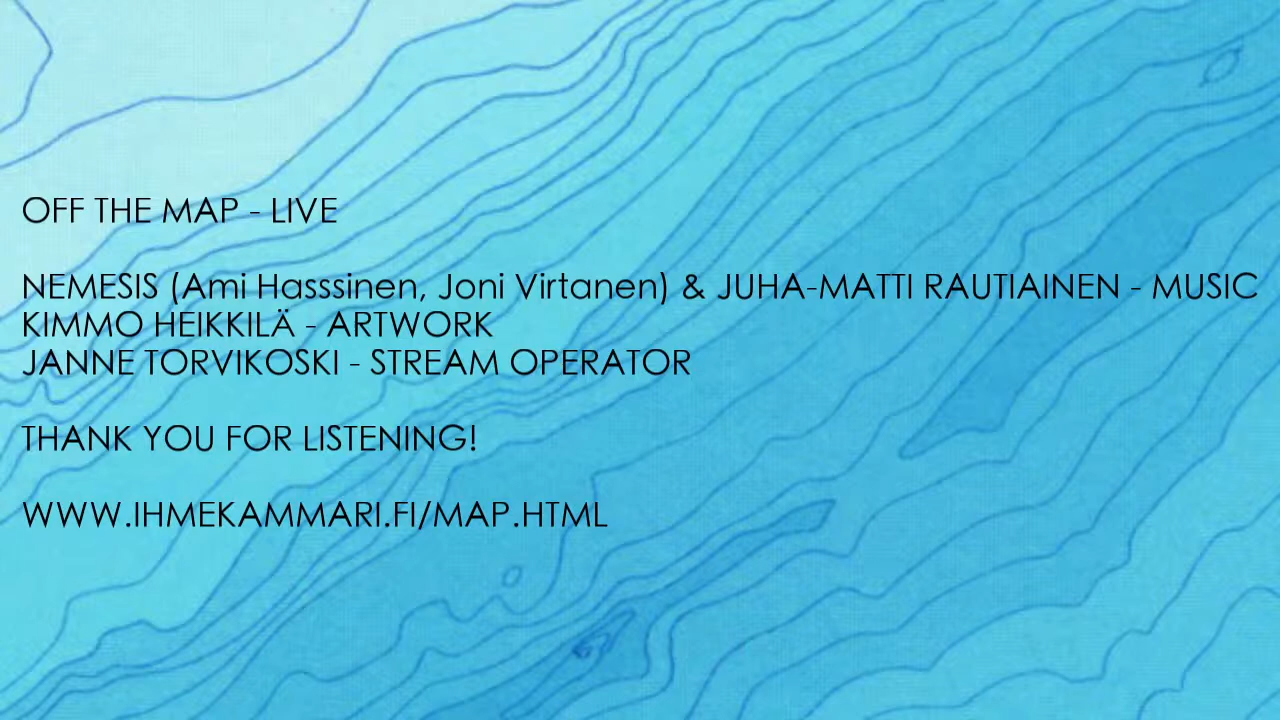 OFF THE MAP - LIVE
NEMESIS (Ami Hasssinen, Joni Virtanen) & JUHA-MATTI RAUTIAINEN - MUSIC
KIMMO HEIKKILÄ - ARTWORK
JANNE TORVIKOSKI - STREAM OPERATOR
THANK YOU FOR LISTENING!
WWW.IHMEKAMMARI.FI/MAP.HTML